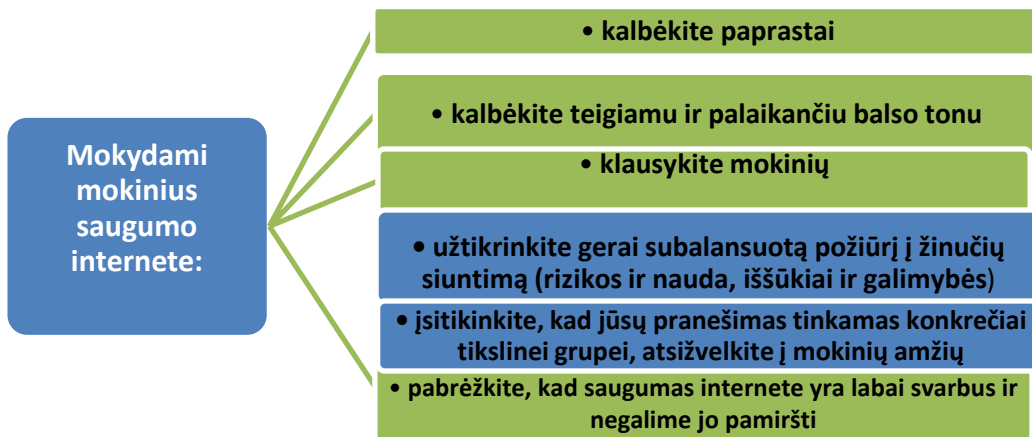 Mokydami
mokinius
saugumo
internete:
• kalbėkite paprastai
• kalbėkite teigiamu ir palaikančiu balso tonu
• klausykite mokinių
• užtikrinkite gerai subalansuotą požiūrį į žinučių
siuntimą (rizikos ir nauda, iššūkiai ir galimybės)
• įsitikinkite, kad jūsų pranešimas tinkamas konkrečiai
tikslinei grupei, atsižvelkite į mokinių amžių
• pabrėžkite, kad saugumas internete yra labai svarbus ir
negalime jo pamiršti